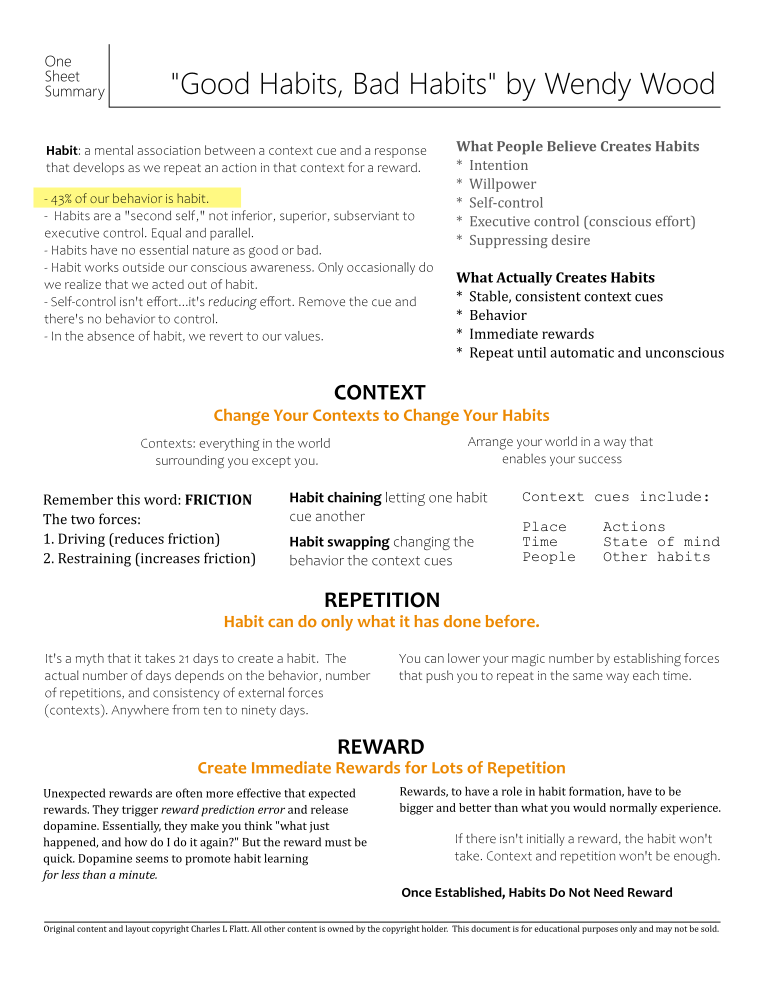 One
Sheet
Summary
"Good Habits, Bad Habits" by Wendy Wood
Habit: a mental association between a context cue and a response
that develops as we repeat an action in that context for a reward.
- 43% of our behavior is habit.
- Habits are a "second self," not inferior, superior, subserviant to
executive control. Equal and parallel.
- Habits have no essential nature as good or bad.
- Habit works outside our conscious awareness. Only occasionally do
we realize that we acted out of habit.
- Self-control isn't effort...it's reducing effort. Remove the cue and
there's no behavior to control.
- In the absence of habit, we revert to our values.
What People Believe Creates Habits
* Intention
* Willpower
* Self-control
* Executive control (conscious effort)
* Suppressing desire
What Actually Creates Habits
* Stable, consistent context cues
* Behavior
* Immediate rewards
* Repeat until automatic and unconscious
CONTEXT
Change Your Contexts to Change Your Habits
Contexts: everything in the world
surrounding you except you.
Arrange your world in a way that
enables your success
Remember this word: FRICTION
The two forces:
1. Driving (reduces friction)
2. Restraining (increases friction)
Habit chaining letting one habit
cue another
Habit swapping changing the
behavior the context cues
Context cues include:
Place Actions
Time State of mind
People Other habits
REPETITION
Habit can do only what it has done before.
It's a myth that it takes 21 days to create a habit. The
actual number of days depends on the behavior, number
of repetitions, and consistency of external forces
(contexts). Anywhere from ten to ninety days.
You can lower your magic number by establishing forces
that push you to repeat in the same way each time.
REWARD
Create Immediate Rewards for Lots of Repetition
Unexpected rewards are often more effective that expected
rewards. They trigger reward prediction error and release
dopamine. Essentially, they make you think "what just
happened, and how do I do it again?" But the reward must be
quick. Dopamine seems to promote habit learning
for less than a minute.
Rewards, to have a role in habit formation, have to be
bigger and better than what you would normally experience.
If there isn't initially a reward, the habit won't
take. Context and repetition won't be enough.
Once Established, Habits Do Not Need Reward
Original content and layout copyright Charles L Flatt. All other content is owned by the copyright holder. This document is for educational purposes only and may not be sold.